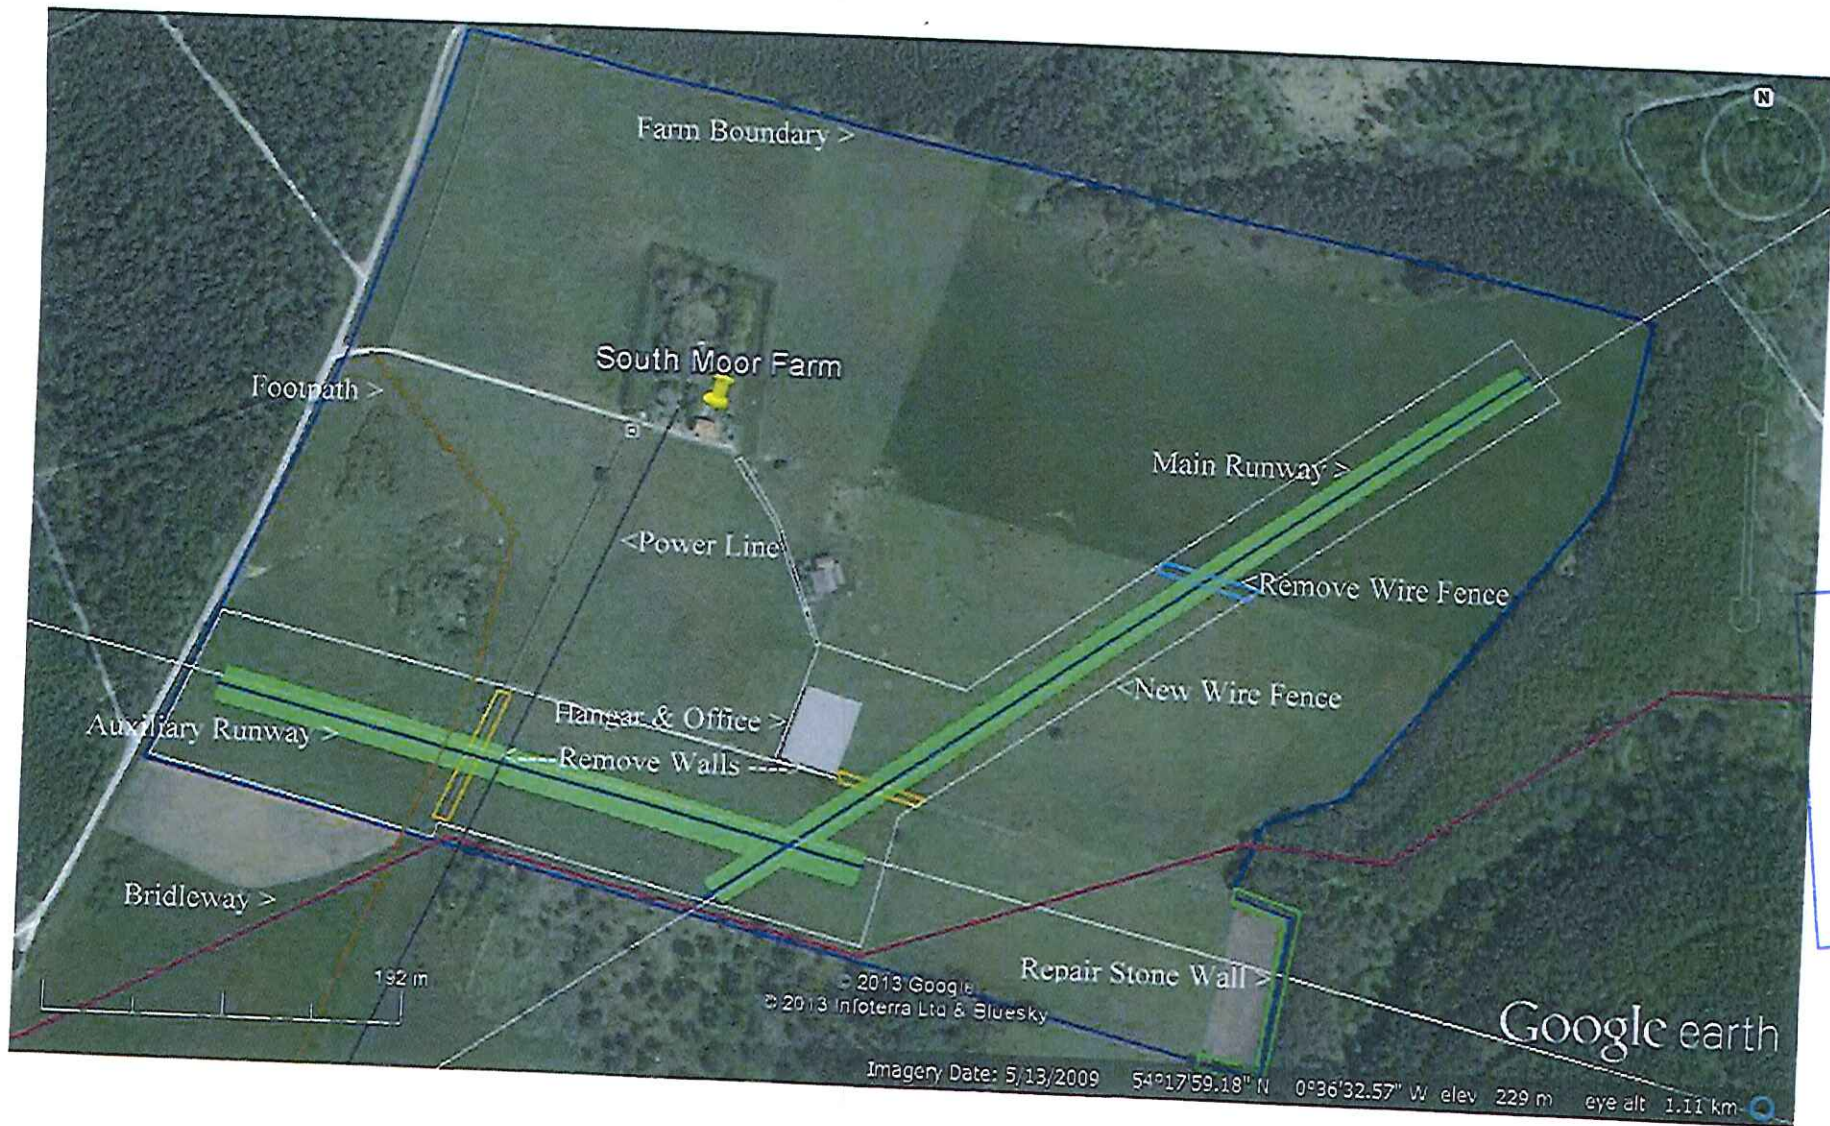 N
Farm Boundary >
South Moor Farm
Footpath >
Main Runway >
<Power Line
<Remove Wire Fence
<New Wire Fence
Hangar & Office >
Auxiliary Runway >
<----Remove Walls ---->
Bridleway >
192 m
Repair Stone Wall >
© 2013 Google
© 2013 Infoterra Ltd & Bluesky
Google earth
Imagery Date: 5/13/2009 54°17'59.18" N 0°36'32.57" W elev 229 m eye alt 1.11 km